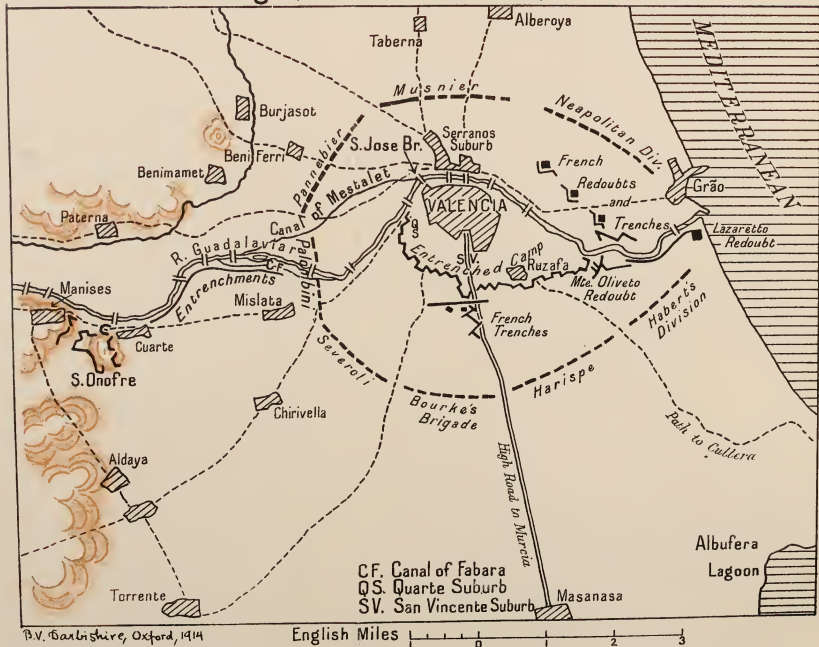 Alberoya
Taberna
MEDITERRANEAN
Musnier
Burjasot
Neapolitan Div.
Serranos
Suburb
S. Jose Br.
Beni Ferri
Pannetier
French
Redoubts
and
Trenches
Benimamet
Grão
Canal of Mestalet
VALENCIA
Paterna
QS
Lazaretto
Redoubt
R. Guadalaviar
CF
Palombini
Entrenched Camp
S.V.
Ruzafa
Mte. Oliveto
Redoubt
Manises
Entrenchments
Mislata
Habert's
Division
French
Trenches
Cuarte
S. Onofre
Severoli
Harispe
Bourke's
Brigade
Chirivella
Path to Cullera
High Road to Murcia
Aldaya
Albufera
Lagoon
CF. Canal of Fabara
QS. Quarte Suburb
SV. San Vincente Suburb
Torrente
Masanasa
B.V. Darbishire, Oxford, 1914
English Miles
1 0 1 2 3